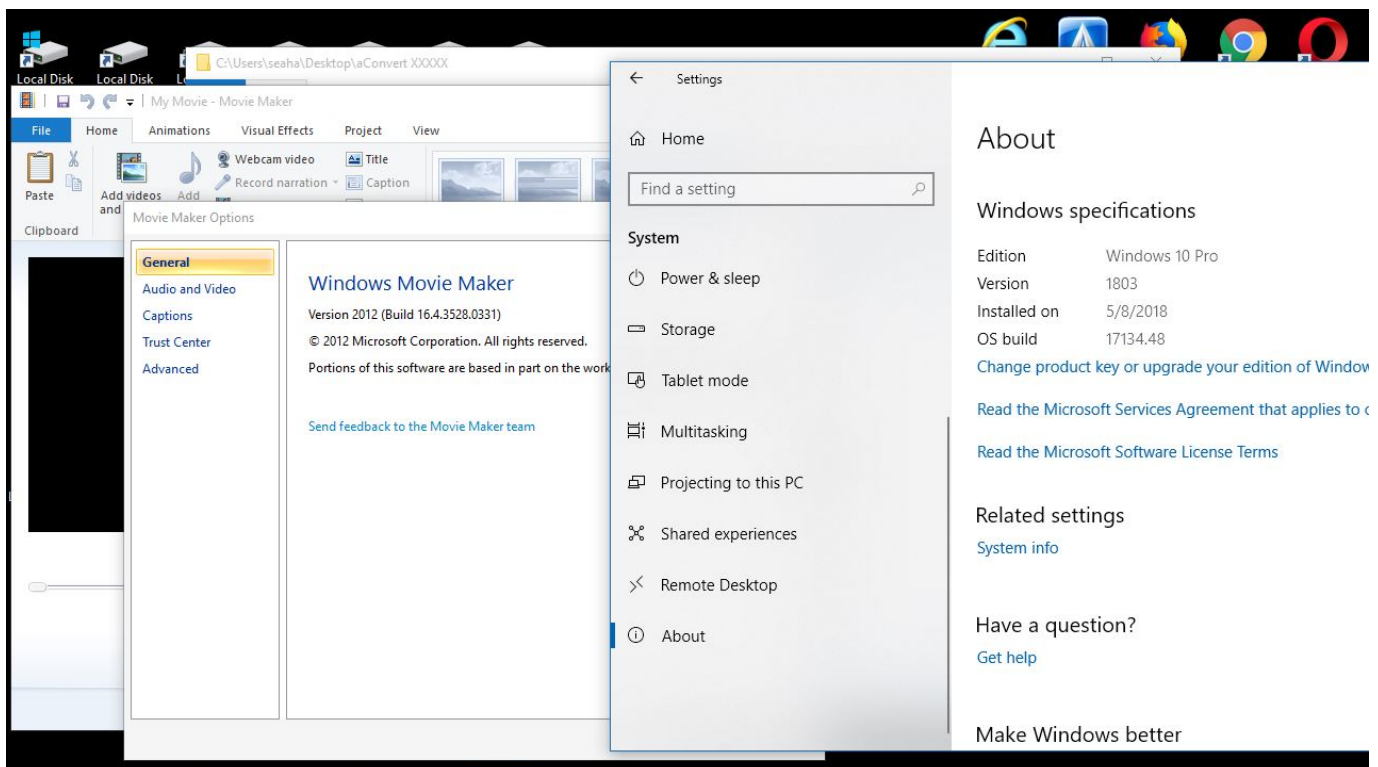 Local Disk
Local Disk
C:\Users\seaha\Desktop\aConvert XXXXX
My Movie - Movie Maker
File
Home
Animations
Visual Effects
Project
View
Paste
Clipboard
Add videos
and
Add
Webcam video
Record narration
Title
Caption
Movie Maker Options
General
Audio and Video
Captions
Trust Center
Advanced
Windows Movie Maker
Version 2012 (Build 16.4.3528.0331)
© 2012 Microsoft Corporation. All rights reserved.
Portions of this software are based in part on the work
Send feedback to the Movie Maker team
Settings
Home
Find a setting
System
Power & sleep
Storage
Tablet mode
Multitasking
Projecting to this PC
Shared experiences
Remote Desktop
About
About
Windows specifications
Edition Windows 10 Pro
Version 1803
Installed on 5/8/2018
OS build 17134.48
Change product key or upgrade your edition of Window
Read the Microsoft Services Agreement that applies to
Read the Microsoft Software License Terms
Related settings
System info
Have a question?
Get help
Make Windows better